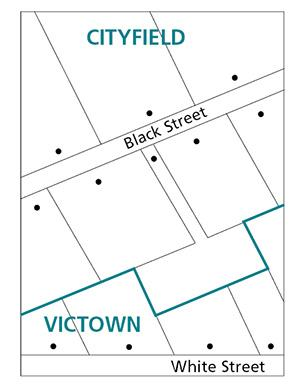 CITYFIELD
Black Street
VICTOWN
White Street